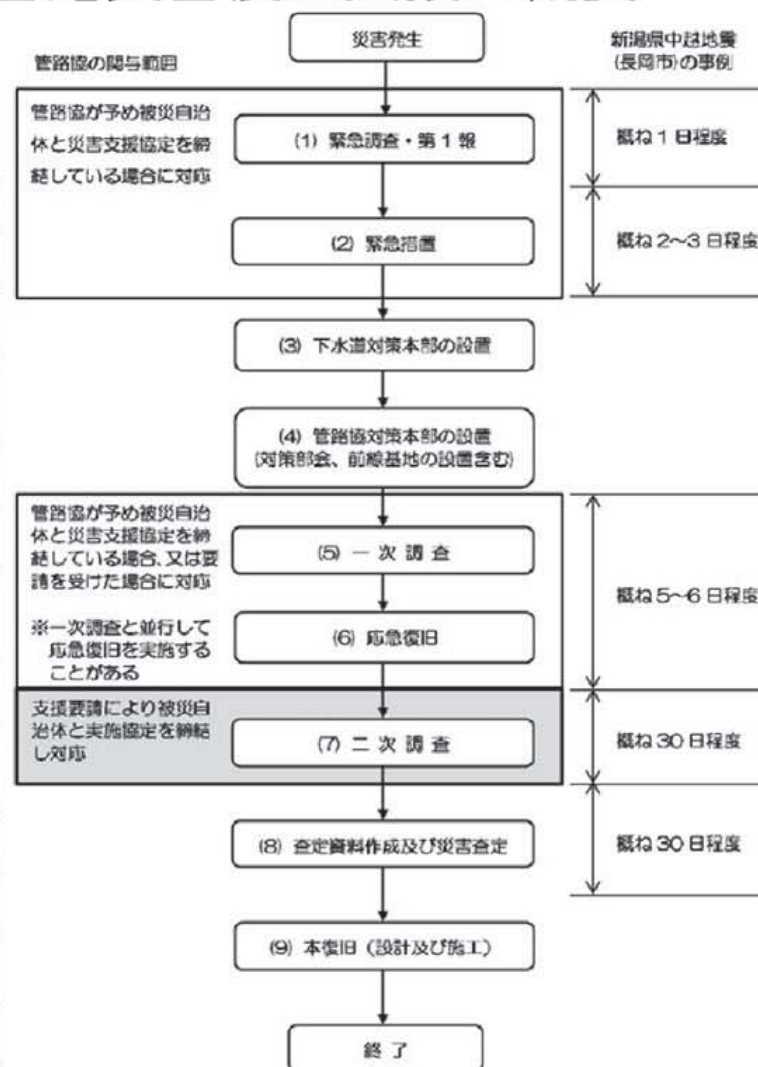 災害発生
管路協の関与範囲
新潟県中越地震
(長岡市)の事例
管路協が予め被災自治
体と災害支援協定を締
結している場合に対応
(1) 緊急調査・第1報
概ね1日程度
(2) 緊急措置
概ね2~3日程度
(3) 下水道対策本部の設置
(4) 管路協対策本部の設置
(対策部会、前線基地の設置含む)
管路協が予め被災自治
体と災害支援協定を締
結している場合、又は要
請を受けた場合に対応
※一次調査と並行して
応急復旧を実施する
ことがある
(5) 一次調査
(6) 応急復旧
概ね5~6日程度
支援要請により被災自
治体と実施協定を締結
し対応
(7) 二次調査
概ね30日程度
(8) 査定資料作成及び災害査定
概ね30日程度
(9) 本復旧(設計及び施工)
終了